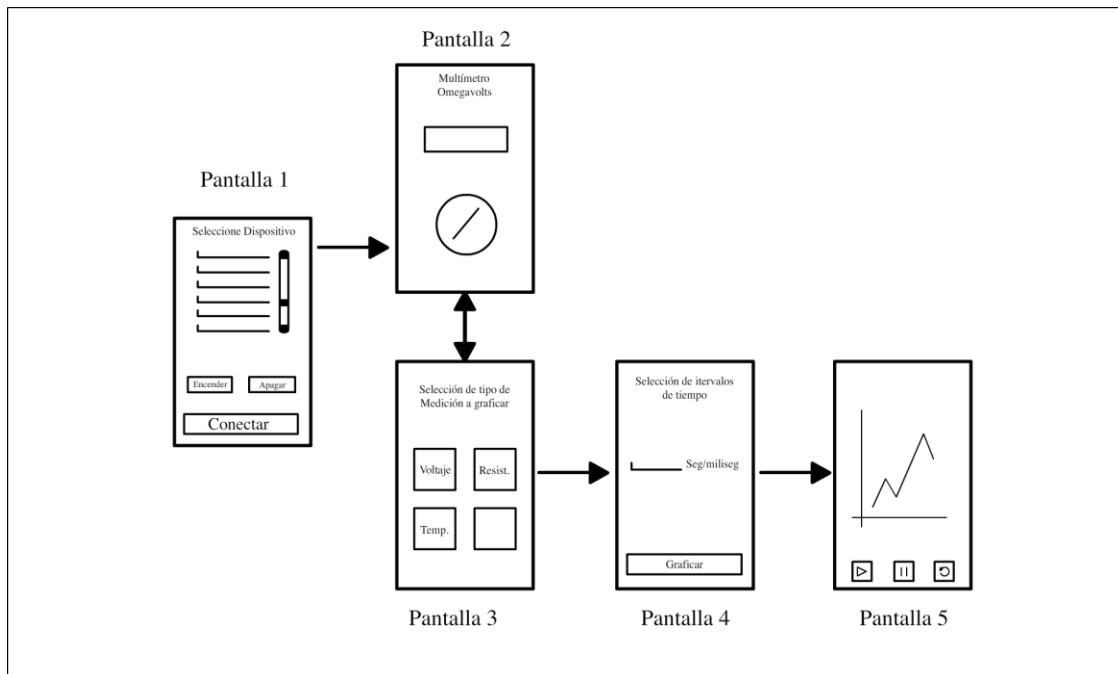 Pantalla 1
Seleccione Dispositivo
Encender
Apagar
Conectar
Pantalla 2
Multímetro
Omegavolts
Selección de tipo de
Medición a graficar
Voltaje
Resist.
Temp.
Pantalla 3
Selección de itervalos
de tiempo
Seg/miliseg
Graficar
Pantalla 4
Pantalla 5